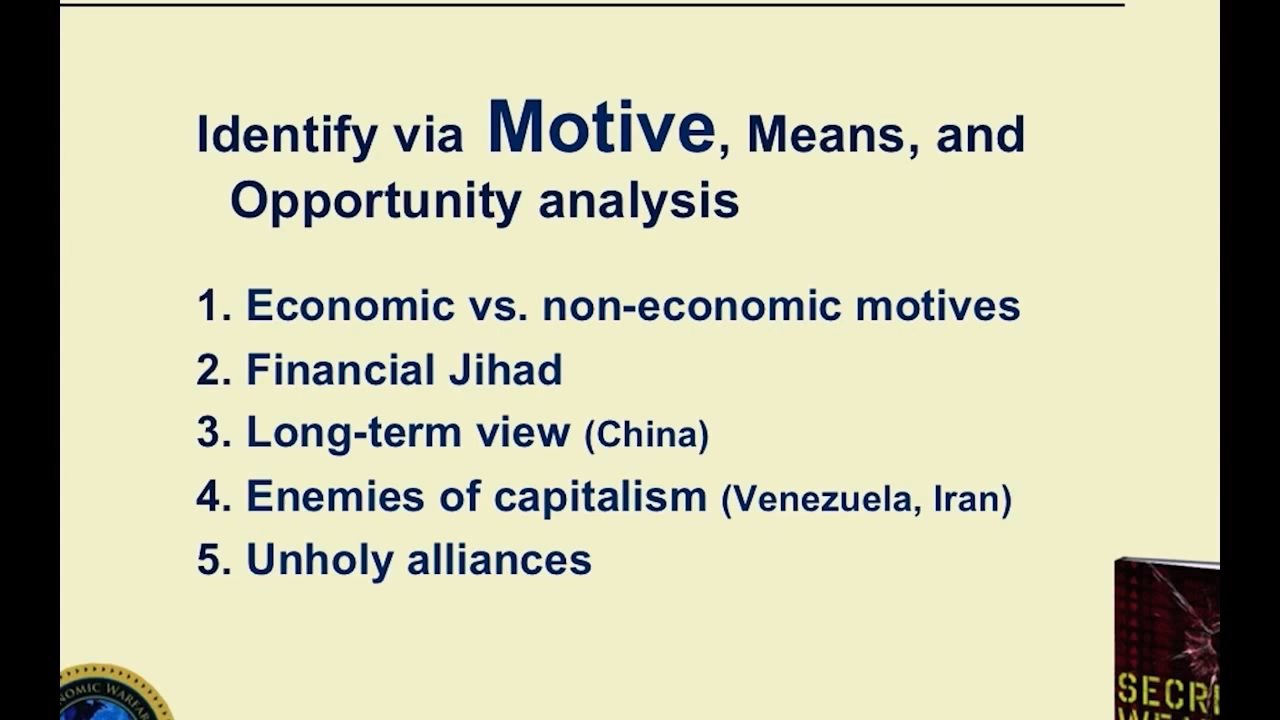 Identify via Motive, Means, and
Opportunity analysis
1. Economic vs. non-economic motives
2. Financial Jihad
3. Long-term view (China)
4. Enemies of capitalism (Venezuela, Iran)
5. Unholy alliances